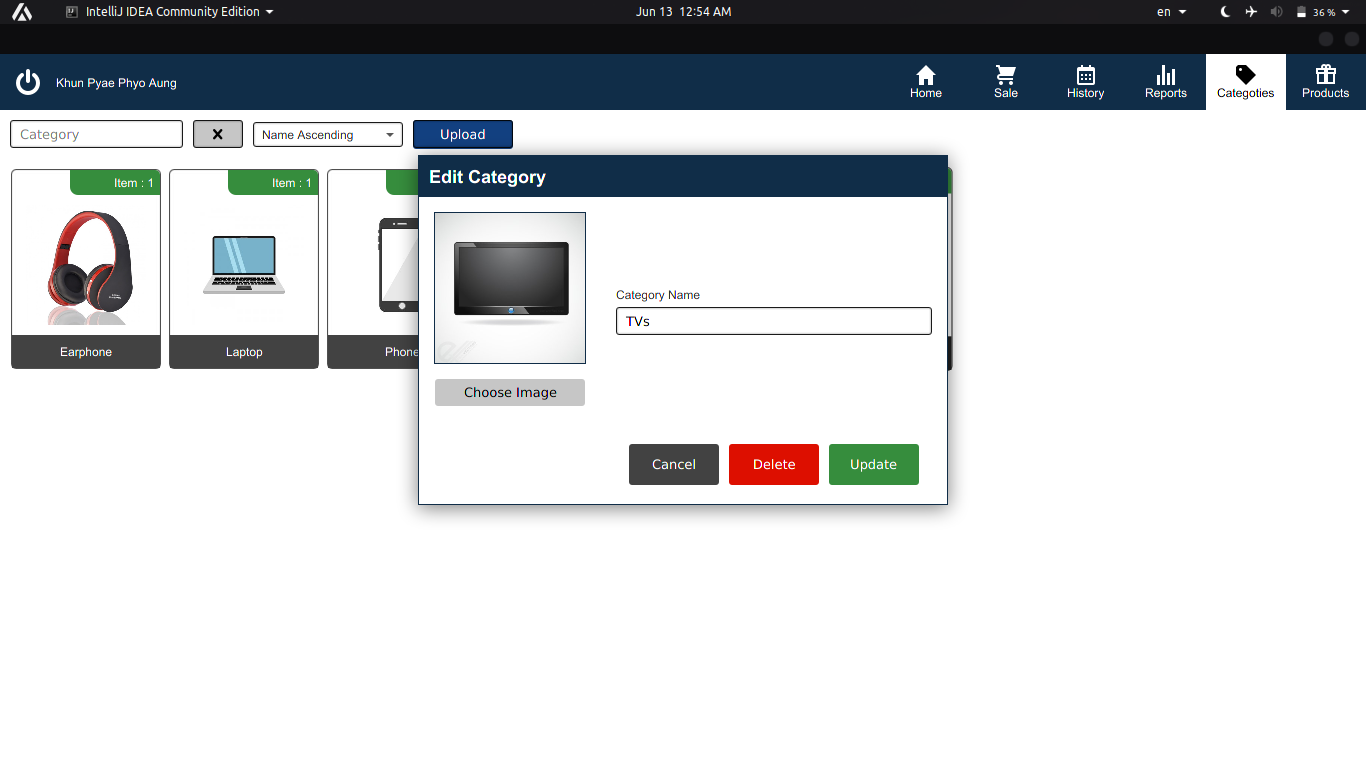 IntelliJ IDEA Community Edition
Jun 13 12:54 AM
en
36 %
Khun Pyae Phyo Aung
Home
Sale
History
Reports
Categoties
Products
Category
Name Ascending
Upload
Item : 1
Item : 1
Earphone
Laptop
Phone
Edit Category
Category Name
TVs
Choose Image
Cancel
Delete
Update